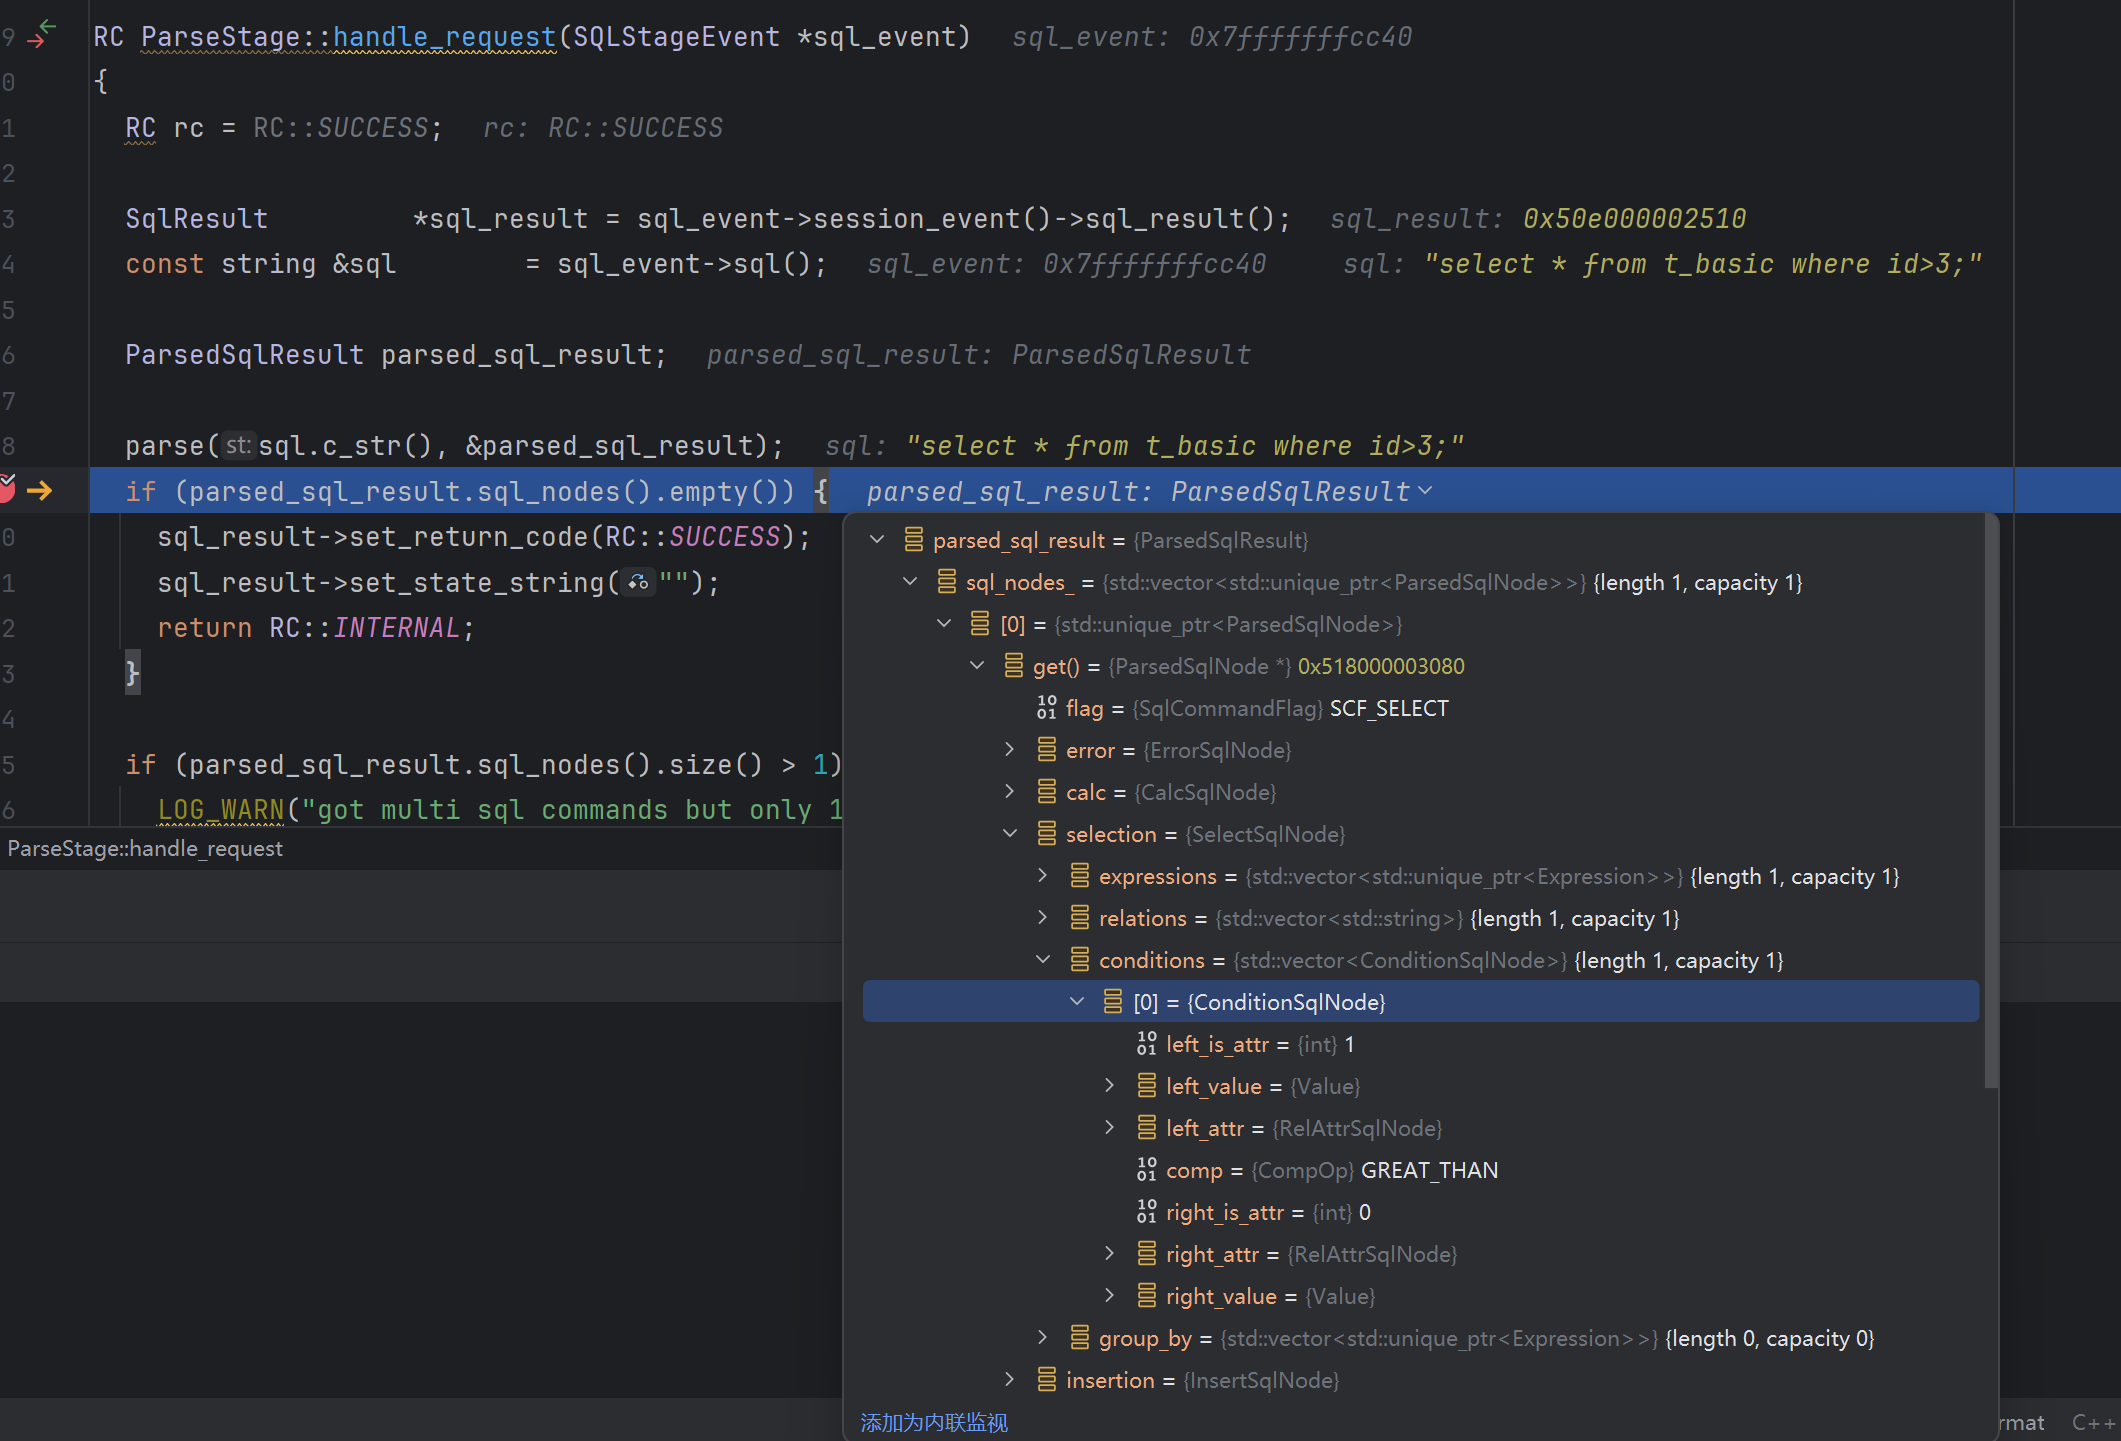 9 RC ParseStage::handle_request(SQLStageEvent *sql_event) sql_event: 0x7fffffffcc40
0 {
1 RC rc = RC::SUCCESS; rc: RC::SUCCESS
2
3 SqlResult *sql_result = sql_event->session_event()->sql_result(); sql_result: 0x50e000002510
4 const string &sql = sql_event->sql(); sql_event: 0x7fffffffcc40 sql: "select * from t_basic where id>3;"
5
6 ParsedSqlResult parsed_sql_result; parsed_sql_result: ParsedSqlResult
7
8 parse(st: sql.c_str(), &parsed_sql_result); sql: "select * from t_basic where id>3;"
if (parsed_sql_result.sql_nodes().empty()) { parsed_sql_result: ParsedSqlResult
0 sql_result->set_return_code(RC::SUCCESS);
1 sql_result->set_state_string("");
2 return RC::INTERNAL;
3 }
4
5 if (parsed_sql_result.sql_nodes().size() > 1)
6 LOG_WARN("got multi sql commands but only 1
ParseStage::handle_request
parsed_sql_result = {ParsedSqlResult}
sql_nodes_ = {std::vector<std::unique_ptr<ParsedSqlNode>>} {length 1, capacity 1}
[0] = {std::unique_ptr<ParsedSqlNode>}
get() = {ParsedSqlNode *} 0x518000003080
flag = {SqlCommandFlag} SCF_SELECT
error = {ErrorSqlNode}
calc = {CalcSqlNode}
selection = {SelectSqlNode}
expressions = {std::vector<std::unique_ptr<Expression>>} {length 1, capacity 1}
relations = {std::vector<std::string>} {length 1, capacity 1}
conditions = {std::vector<ConditionSqlNode>} {length 1, capacity 1}
[0] = {ConditionSqlNode}
left_is_attr = {int} 1
left_value = {Value}
left_attr = {RelAttrSqlNode}
comp = {CompOp} GREAT_THAN
right_is_attr = {int} 0
right_attr = {RelAttrSqlNode}
right_value = {Value}
group_by = {std::vector<std::unique_ptr<Expression>>} {length 0, capacity 0}
insertion = {InsertSqlNode}
添加为内联监视
rmat C++